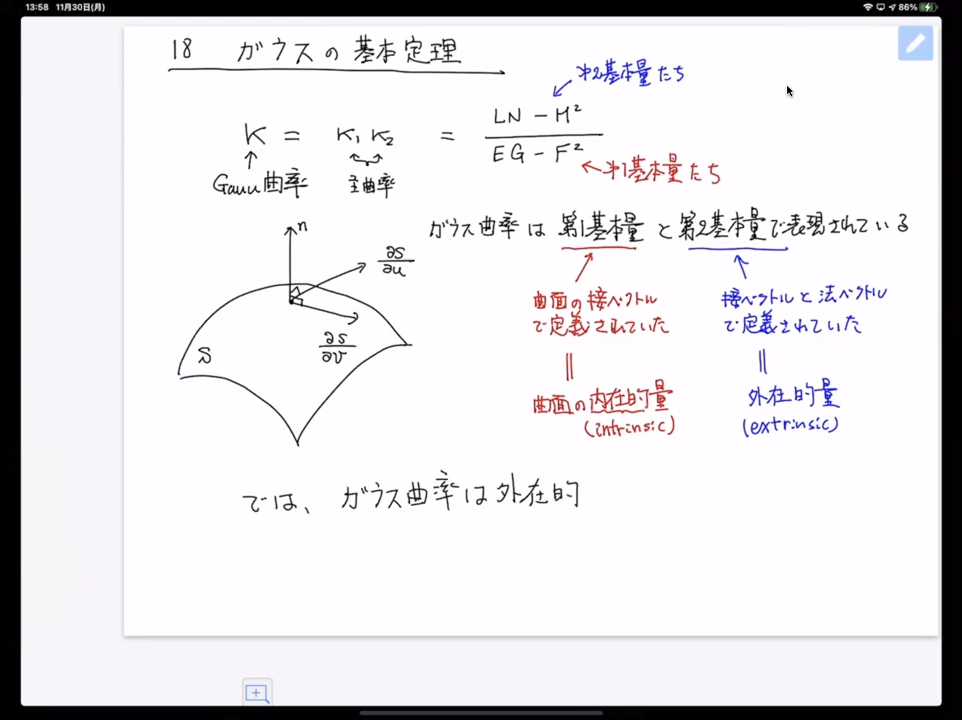 13:58 11月30日(月)
86%
18 ガウスの基本定理
第2基本量たち
K = K₁ K₂ = (LN - M²) / (EG - F²)
第1基本量たち
Gauss曲率 主曲率
ガウス曲率は第1基本量と第2基本量で表現されている
n
∂S/∂u
∂S/∂v
S
曲面の接ベクトル
で定義されていた
||
曲面の内在的量
(intrinsic)
接ベクトルと法ベクトル
で定義されていた
||
外在的量
(extrinsic)
では、ガウス曲率は外在的